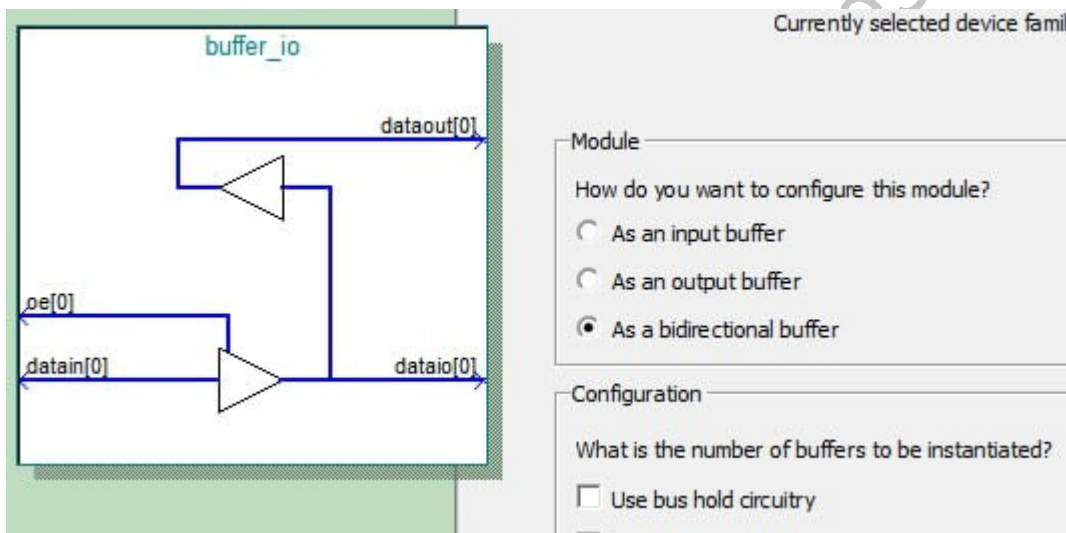 buffer_io
dataout[0]
oe[0]
datain[0]
dataio[0]
Currently selected device famil
Module
How do you want to configure this module?
As an input buffer
As an output buffer
As a bidirectional buffer
Configuration
What is the number of buffers to be instantiated?
Use bus hold circuitry